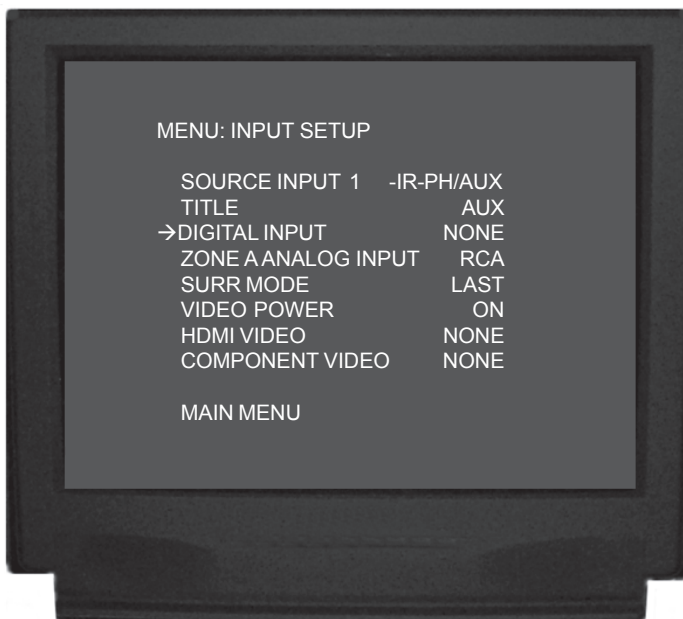 MENU: INPUT SETUP
SOURCE INPUT 1 -IR-PH/AUX
TITLE AUX
→DIGITAL INPUT NONE
ZONE A ANALOG INPUT RCA
SURR MODE LAST
VIDEO POWER ON
HDMI VIDEO NONE
COMPONENT VIDEO NONE
MAIN MENU